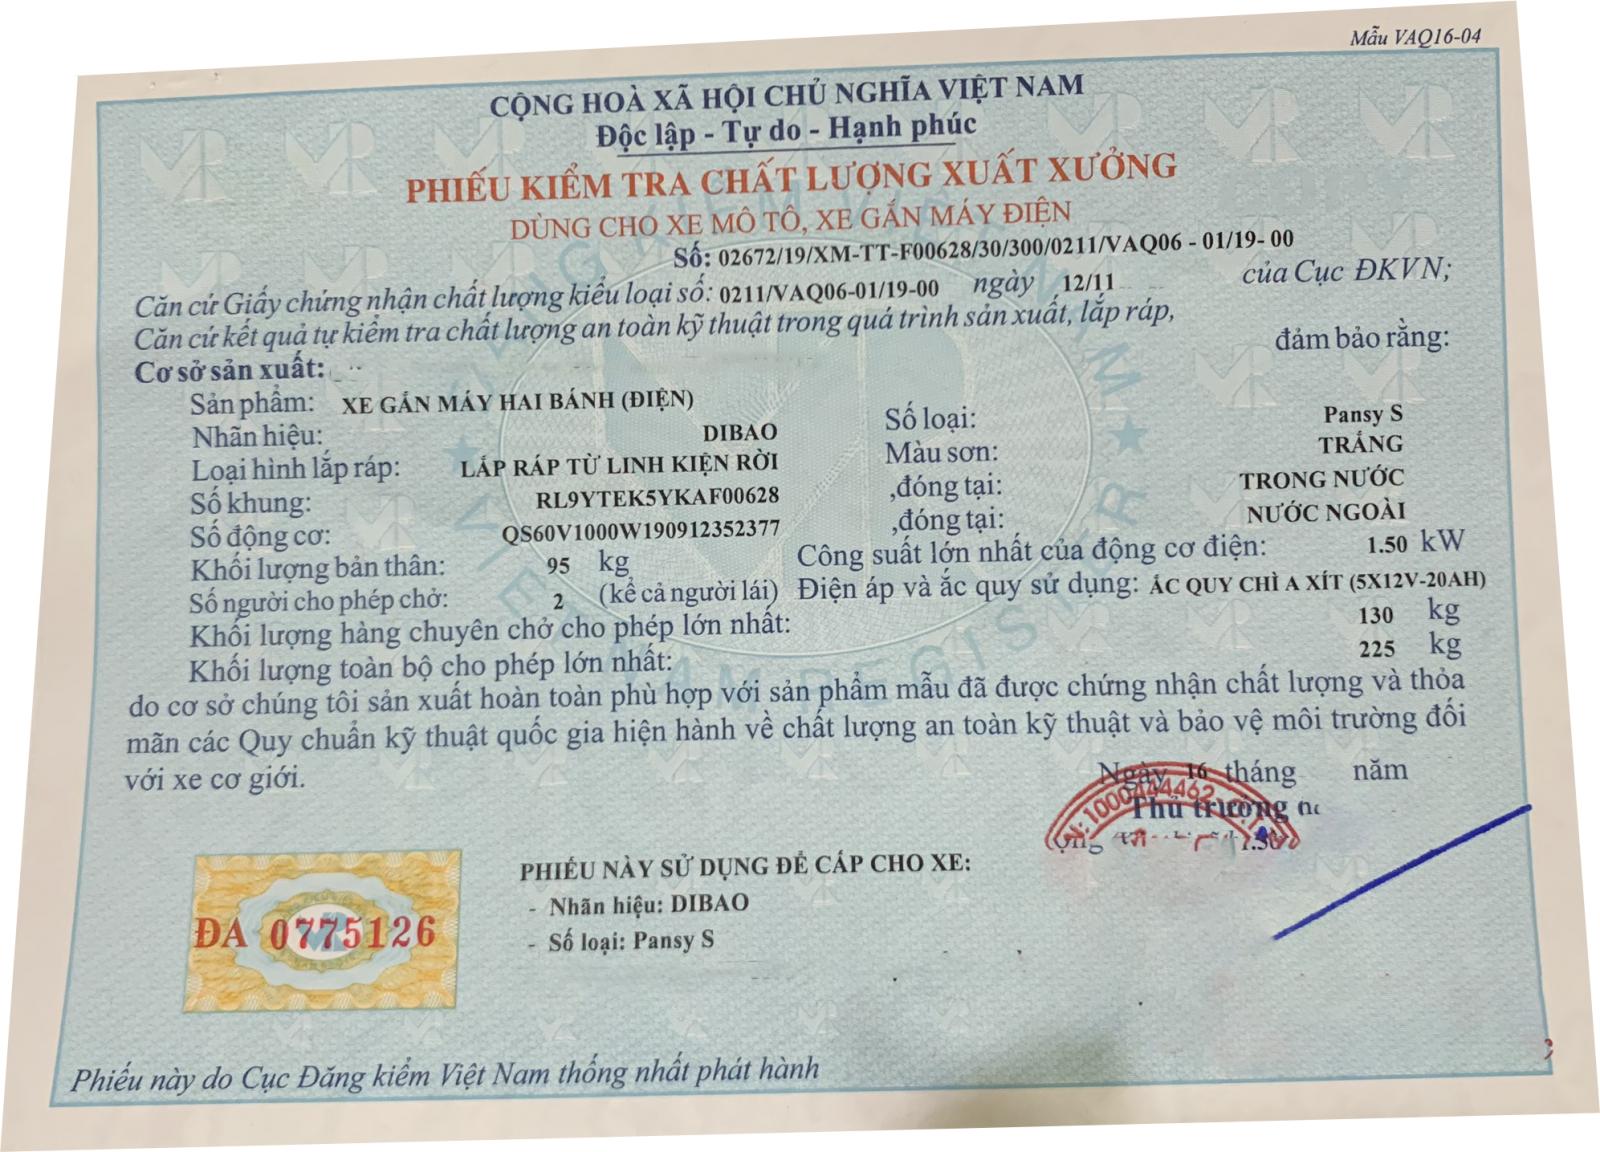 Mẫu VAQ16-04
CỘNG HOÀ XÃ HỘI CHỦ NGHĨA VIỆT NAM
Độc lập - Tự do - Hạnh phúc
PHIẾU KIỂM TRA CHẤT LƯỢNG XUẤT XƯỞNG
DÙNG CHO XE MÔ TÔ, XE GẮN MÁY ĐIỆN
Số: 02672/19/XM-TT-F00628/30/300/0211/VAQ06 - 01/19- 00
Căn cứ Giấy chứng nhận chất lượng kiểu loại số: 0211/VAQ06-01/19-00 ngày 12/11 của Cục ĐKVN;
Căn cứ kết quả tự kiểm tra chất lượng an toàn kỹ thuật trong quá trình sản xuất, lắp ráp,
Cơ sở sản xuất: đảm bảo rằng:
Sản phẩm: XE GẮN MÁY HAI BÁNH (ĐIỆN)
Nhãn hiệu: DIBAO Số loại: Pansy S
Loại hình lắp ráp: LẮP RÁP TỪ LINH KIỆN RỜI Màu sơn: TRẮNG
Số khung: RL9YTEK5YKAF00628 ,đóng tại: TRONG NƯỚC
Số động cơ: QS60V1000W190912352377 ,đóng tại: NƯỚC NGOÀI
Khối lượng bản thân: 95 kg Công suất lớn nhất của động cơ điện: 1.50 kW
Số người cho phép chở: 2 (kể cả người lái) Điện áp và ắc quy sử dụng: ẮC QUY CHÌ A XÍT (5X12V-20AH)
Khối lượng hàng chuyên chở cho phép lớn nhất: 130 kg
Khối lượng toàn bộ cho phép lớn nhất: 225 kg
do cơ sở chúng tôi sản xuất hoàn toàn phù hợp với sản phẩm mẫu đã được chứng nhận chất lượng và thỏa
mãn các Quy chuẩn kỹ thuật quốc gia hiện hành về chất lượng an toàn kỹ thuật và bảo vệ môi trường đối
với xe cơ giới.
Ngày 16 tháng năm
Thủ trưởng
PHIẾU NÀY SỬ DỤNG ĐỂ CẤP CHO XE:
- Nhãn hiệu: DIBAO
- Số loại: Pansy S
ĐA 0775126
Phiếu này do Cục Đăng kiểm Việt Nam thống nhất phát hành